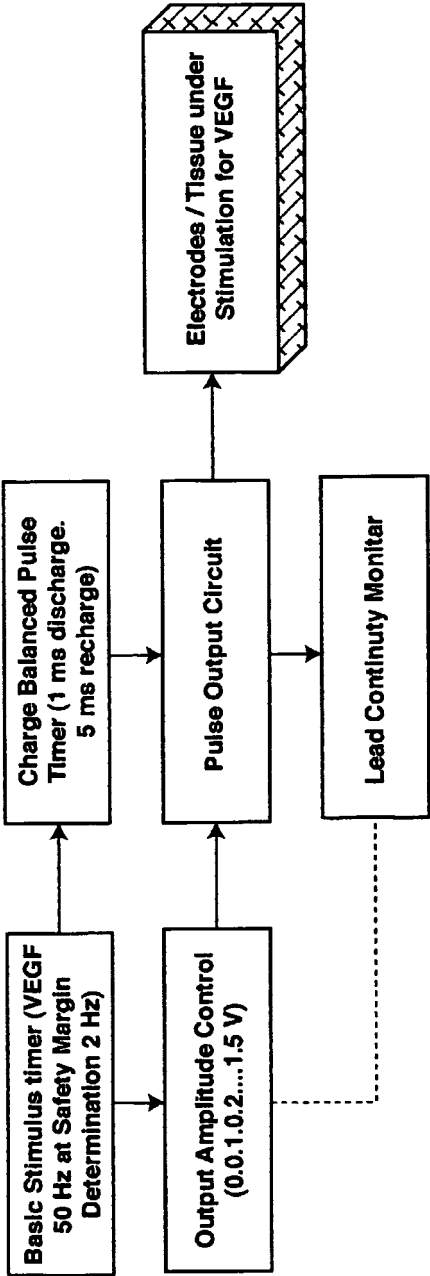 Basic Stimulus timer (VEGF
50 Hz at Safety Margin
Determination 2 Hz)
Charge Balanced Pulse
Timer (1 ms discharge.
5 ms recharge)
Output Amplitude Control
(0.0.1.0.2....1.5 V)
Pulse Output Circuit
Electrodes / Tissue under
Stimulation for VEGF
Lead Continuty Monitar